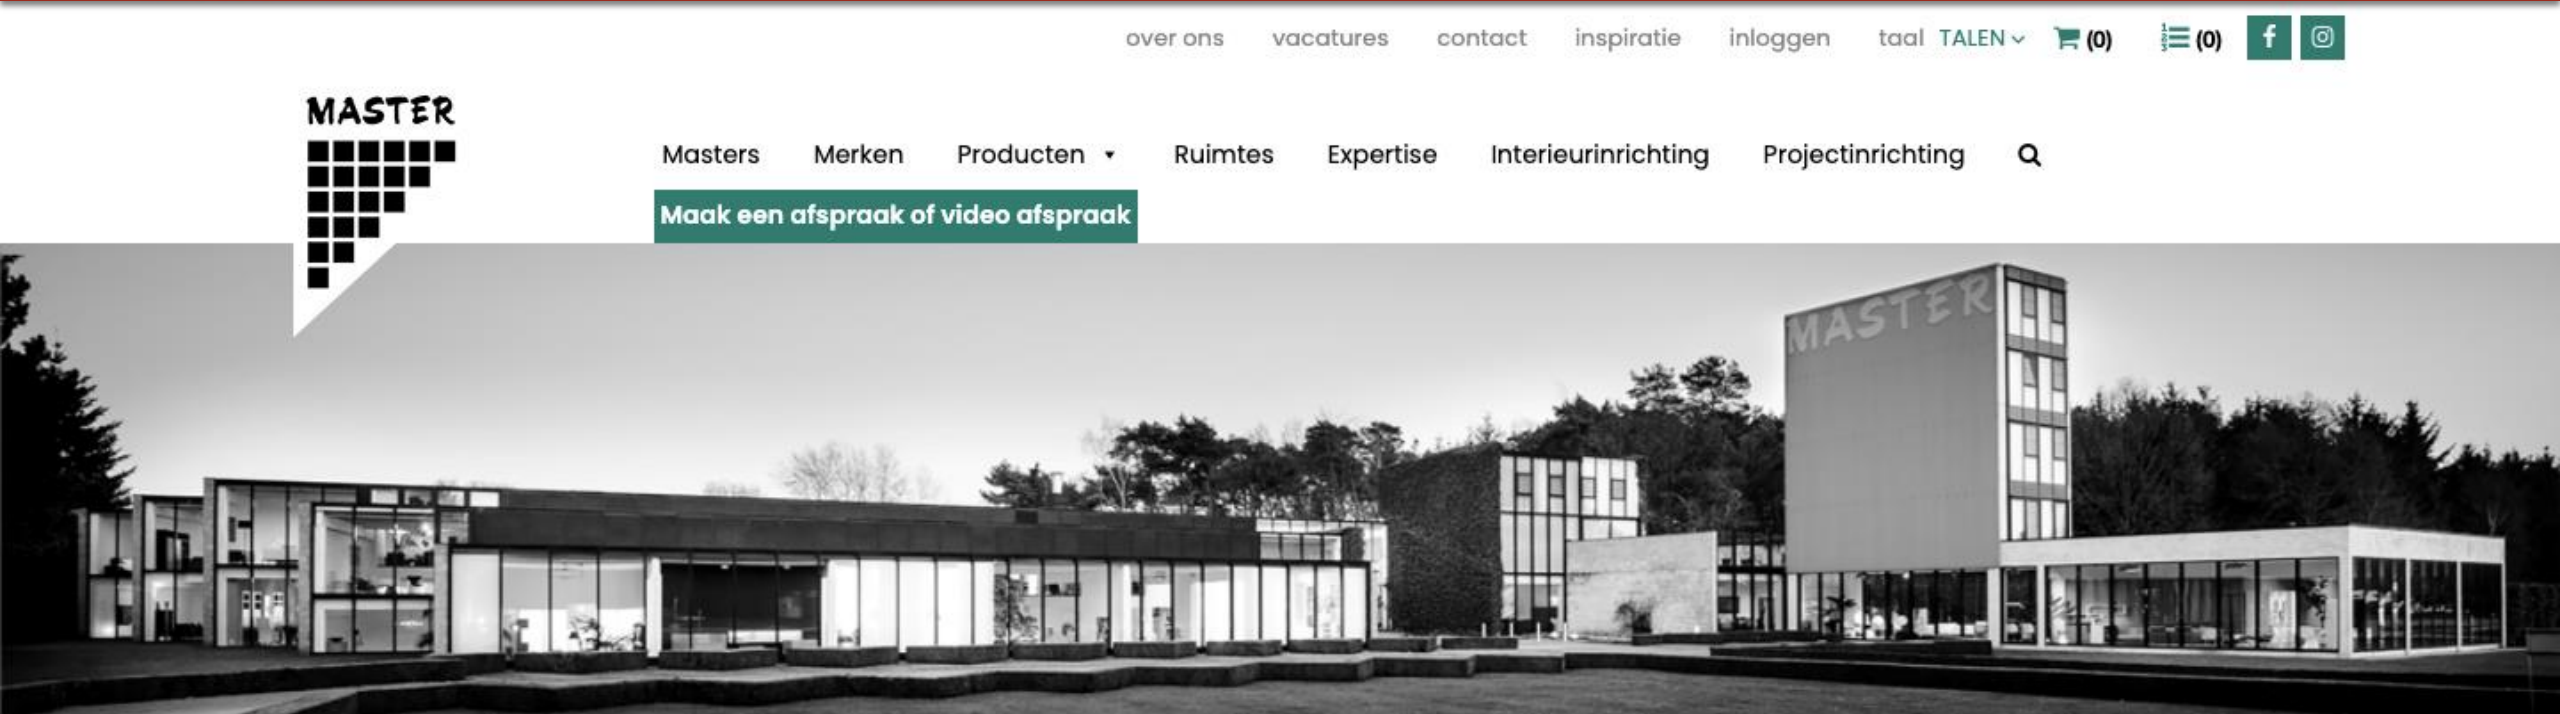 over ons vacatures contact inspiratie inloggen taal TALEN (0) (0)
MASTER
Masters Merken Producten Ruimtes Expertise Interieurinrichting Projectinrichting
Maak een afspraak of video afspraak
MASTER